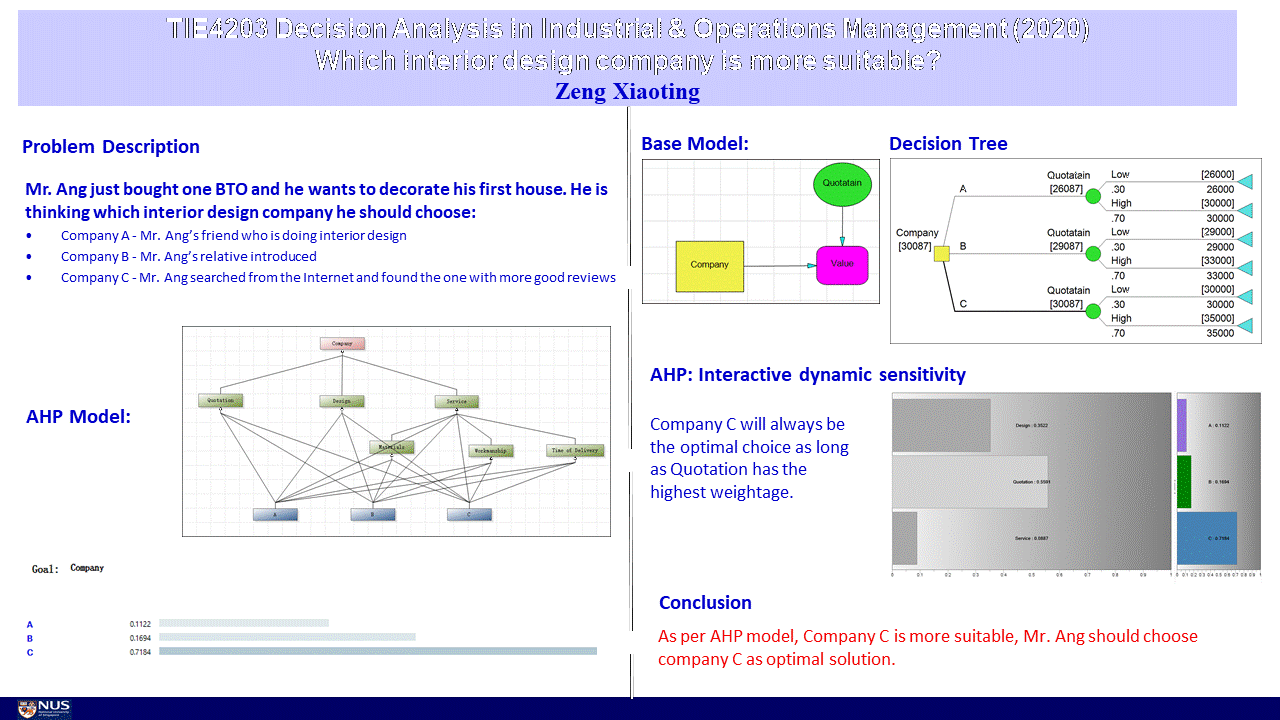 TIE4203 Decision Analysis in Industrial & Operations Management (2020)
Which interior design company is more suitable?
Zeng Xiaoting
Problem Description
Mr. Ang just bought one BTO and he wants to decorate his first house. He is
thinking which interior design company he should choose:
• Company A - Mr. Ang's friend who is doing interior design
• Company B - Mr. Ang's relative introduced
• Company C - Mr. Ang searched from the Internet and found the one with more good reviews
AHP Model:
Company
Quotation Design Service
Materials Workmanship Time of Delivery
A B C
Goal: Company
A 0.1122
B 0.1694
C 0.7184
Base Model:
Quotatain
Company
Value
Decision Tree
Company
[30087]
A
Quotatain
[26087]
Low [26000]
.30 26000
High [30000]
.70 30000
B
Quotatain
[29087]
Low [29000]
.30 29000
High [33000]
.70 33000
C
Quotatain
[30087]
Low [30000]
.30 30000
High [35000]
.70 35000
AHP: Interactive dynamic sensitivity
Company C will always be
the optimal choice as long
as Quotation has the
highest weightage.
Design : 0.3522
Quotation : 0.5591
Service : 0.0887
0 0.1 0.2 0.3 0.4 0.5 0.6 0.7 0.8 0.9 1
A : 0.1122
B : 0.1694
C : 0.7184
0 0.1 0.2 0.3 0.4 0.5 0.6 0.7 0.8 0.9 1
Conclusion
As per AHP model, Company C is more suitable, Mr. Ang should choose
company C as optimal solution.
NUS
National University
of Singapore